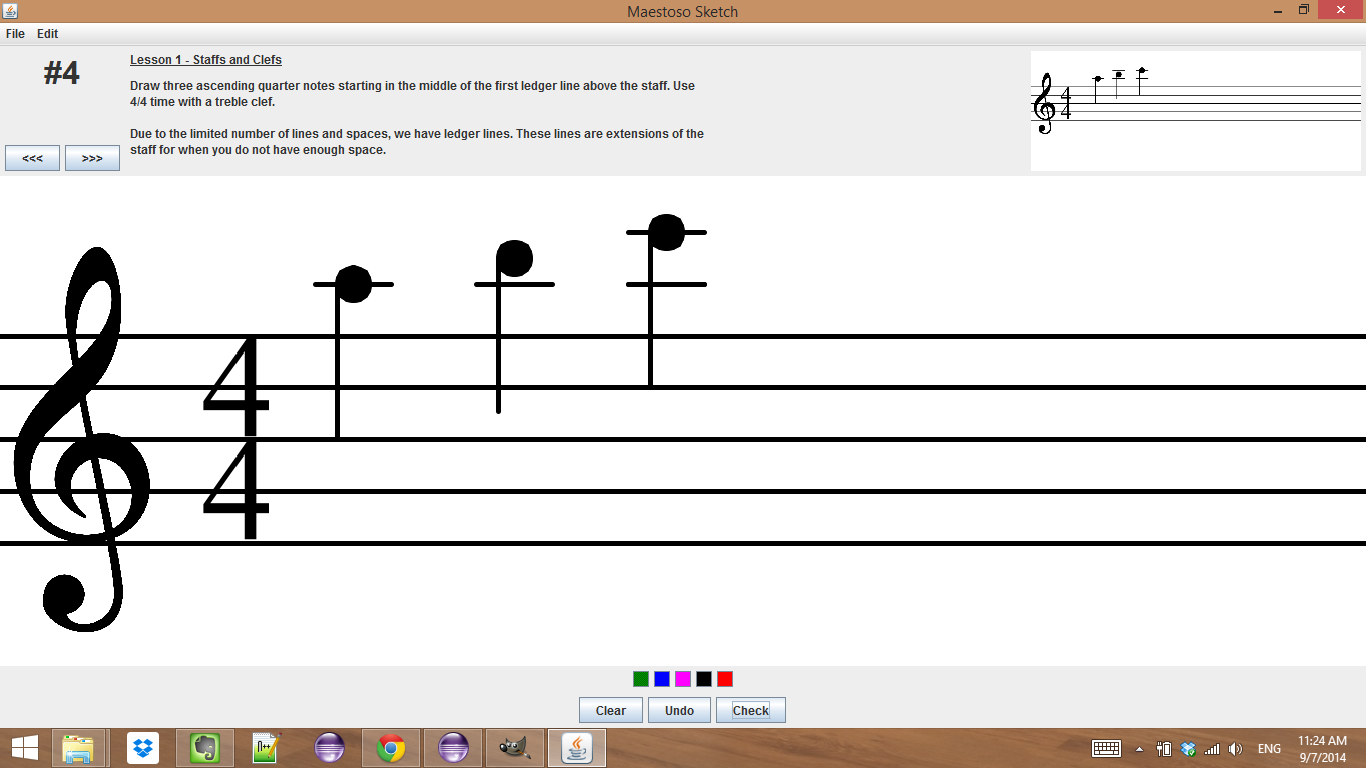 Maestoso Sketch
File Edit
#4
Lesson 1 - Staffs and Clefs
Draw three ascending quarter notes starting in the middle of the first ledger line above the staff. Use
4/4 time with a treble clef.
Due to the limited number of lines and spaces, we have ledger lines. These lines are extensions of the
staff for when you do not have enough space.
<<< >>>
4
4
4
4
Clear Undo Check
ENG
11:24 AM
9/7/2014